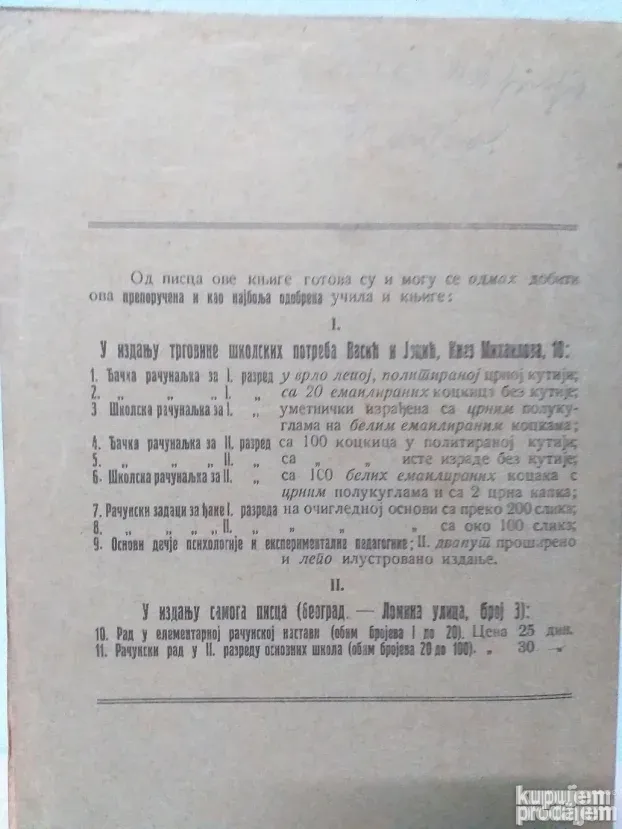 Од писца ове књиге готова су и могу се одмах добити
ова препоручена и као најбоља одобрена учила и књиге:
I.
У издању трговине школских потреба Васић и Јудић, Кнез Михаилова, 10:
1. Ђачка рачунаљка за I. разред у врло лепој, политираној црној кутији;
2. „ „ „ I. „ са 20 емаилираних коцкица без кутије;
3 Школска рачунаљка за I. „ уметнички израђена са црним полуку-
глама на белим емаилираним коцкама;
4. Ђачка рачунаљка за II. разред са 100 коцкица у политираној кутији;
5. „ „ „ II. „ са „ „ исте израде без кутије;
6. Школска рачунаљка за II. „ са 100 белих емаилираних коцака с
црним полукуглама и са 2 црна капка;
7. Рачунски задаци за ђаке I. разреда на очигледној основи са преко 200 слика;
8. „ „ „ „ II. „ „ „ „ са око 100 слика;
9. Основи дечје психологије и експерименталне педагогике; II. двапут проширено
и лепо илустровано издање.
II.
У издању самога писца (Београд. — Ломина улица, број 3):
10. Рад у елементарној рачунској настави (обим бројева 1 до 20). Цена 25 дин.
11. Рачунски рад у II. разреду основних школа (обим бројева 20 до 100). „ 30 „
kupujem
prodajem